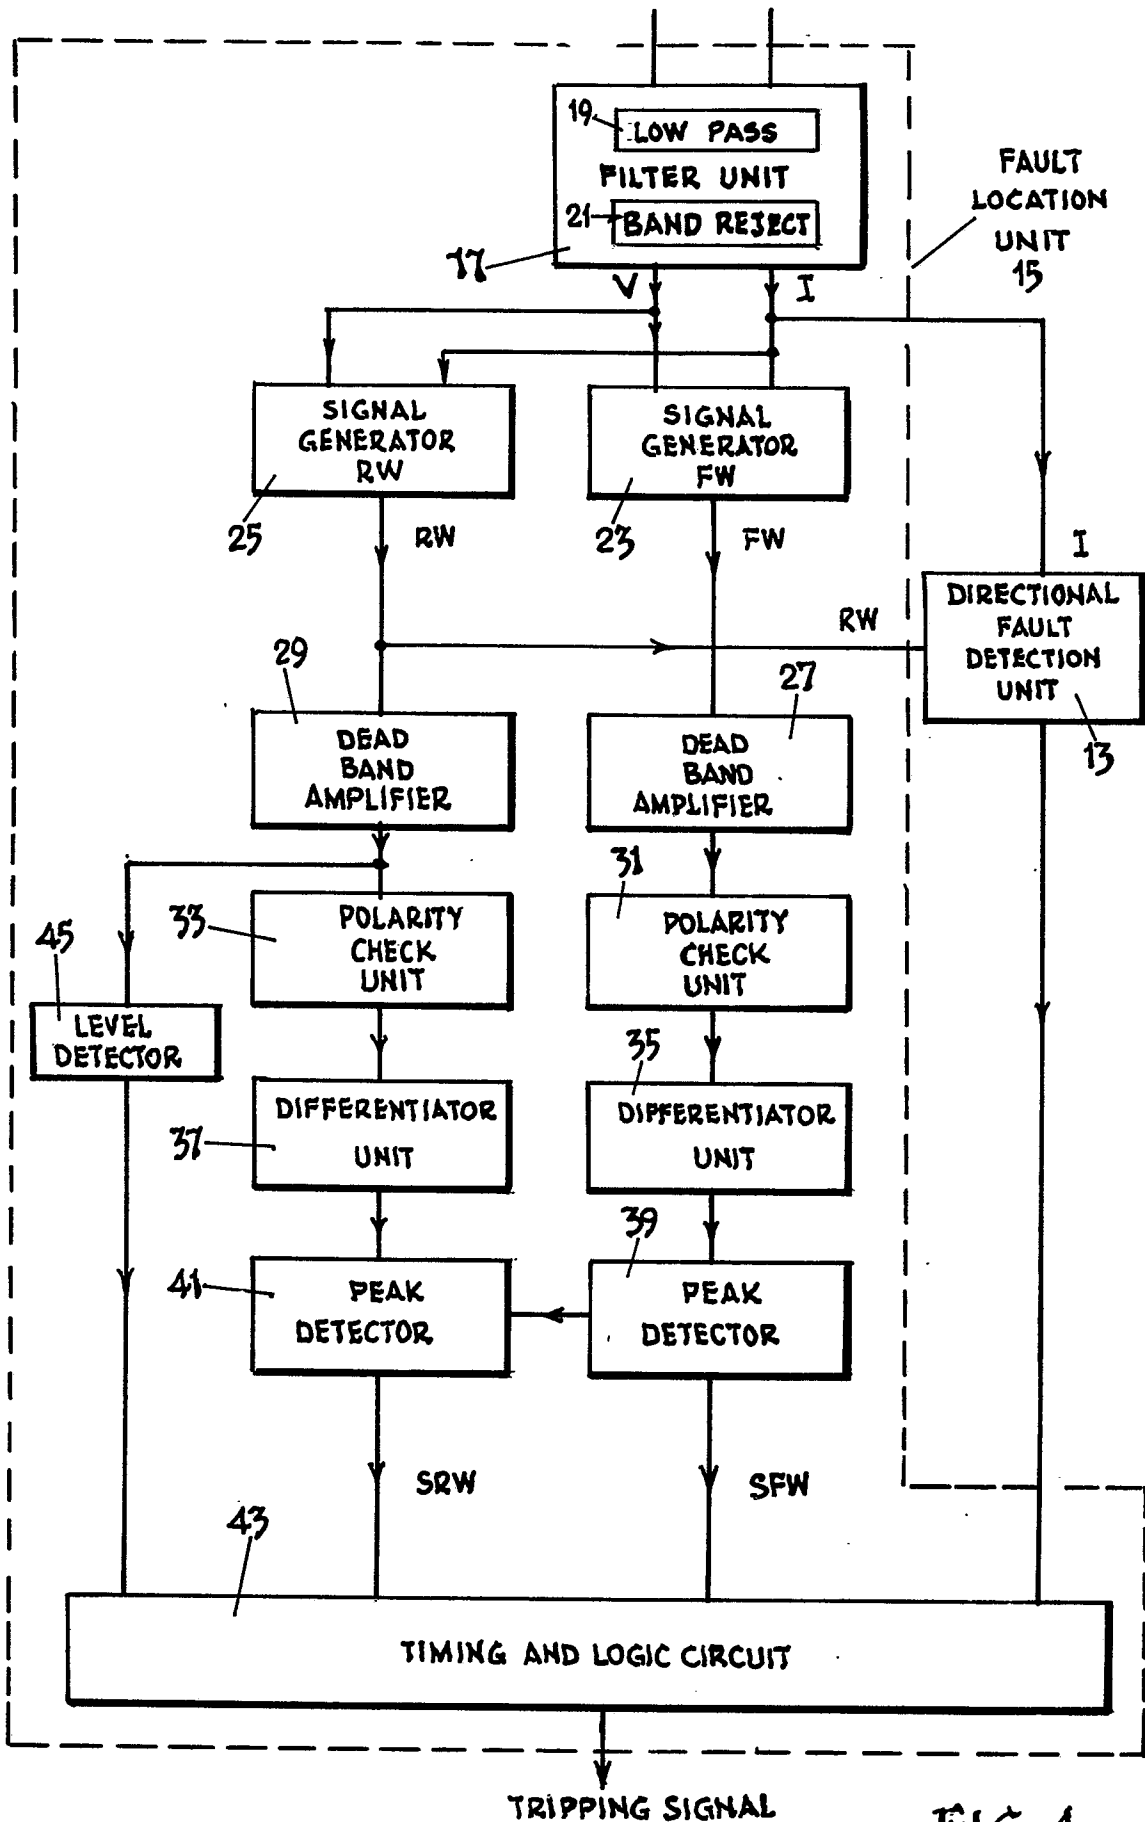 19
LOW PASS
FILTER UNIT
21
BAND REJECT
17
FAULT
LOCATION
UNIT
15
V
I
SIGNAL
GENERATOR
RW
25
SIGNAL
GENERATOR
FW
23
RW
FW
I
DIRECTIONAL
FAULT
DETECTION
UNIT
13
RW
29
DEAD
BAND
AMPLIFIER
27
DEAD
BAND
AMPLIFIER
33
POLARITY
CHECK
UNIT
31
POLARITY
CHECK
UNIT
45
LEVEL
DETECTOR
37
DIFFERENTIATOR
UNIT
35
DIFFERENTIATOR
UNIT
41
PEAK
DETECTOR
39
PEAK
DETECTOR
SRW
SFW
43
TIMING AND LOGIC CIRCUIT
TRIPPING SIGNAL